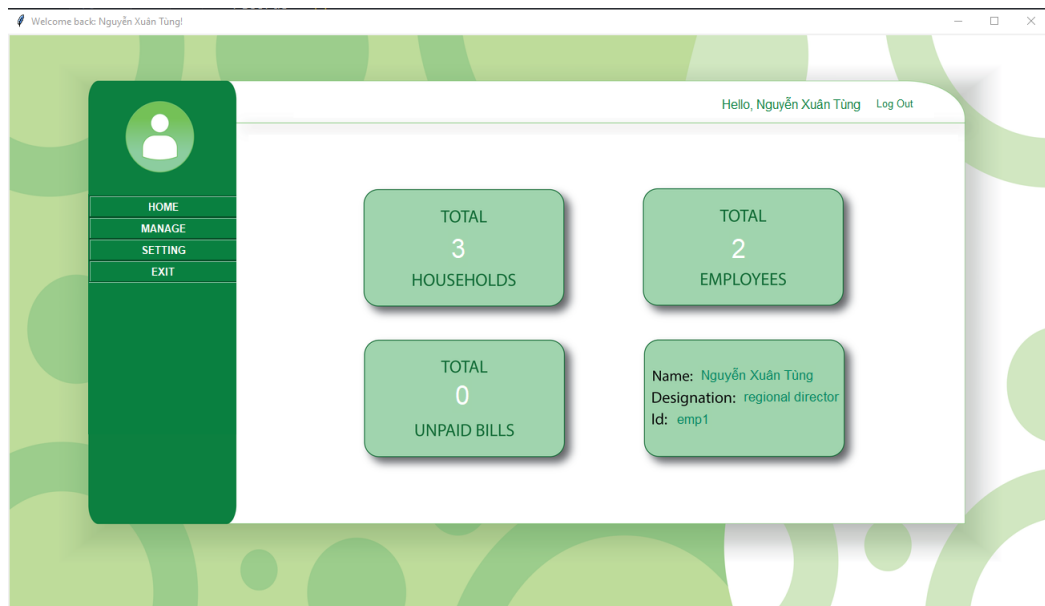 Welcome back: Nguyễn Xuân Tùng!
Hello, Nguyễn Xuân Tùng Log Out
HOME
MANAGE
SETTING
EXIT
TOTAL
3
HOUSEHOLDS
TOTAL
2
EMPLOYEES
TOTAL
0
UNPAID BILLS
Name: Nguyễn Xuân Tùng
Designation: regional director
Id: emp1